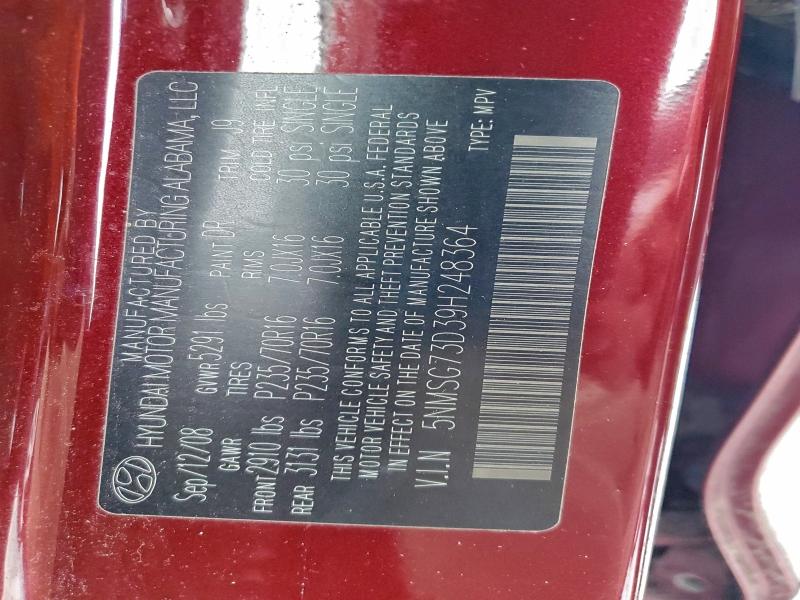 MANUFACTURED BY
HYUNDAI MOTOR MANUFACTURING ALABAMA, LLC
Sep/12/08 GVWR 5291 lbs PAINT DP TRIM J9
GAWR TIRES RIMS COLD TIRE INFL
FRONT 2910 lbs P235/70R16 7.0JX16 30 psi SINGLE
REAR 3131 lbs P235/70R16 7.0JX16 30 psi SINGLE
THIS VEHICLE CONFORMS TO ALL APPLICABLE U.S.A. FEDERAL
MOTOR VEHICLE SAFETY AND THEFT PREVENTION STANDARDS
IN EFFECT ON THE DATE OF MANUFACTURE SHOWN ABOVE
V.I.N 5NMSG73D39H248364 TYPE: MPV